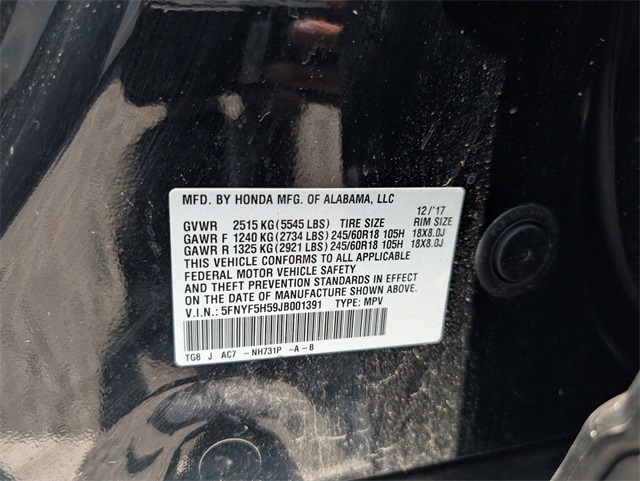 MFD. BY HONDA MFG. OF ALABAMA, LLC
12/'17
GVWR 2515 KG (5545 LBS) TIRE SIZE RIM SIZE
GAWR F 1240 KG (2734 LBS) 245/60R18 105H 18X8.0J
GAWR R 1325 KG (2921 LBS) 245/60R18 105H 18X8.0J
THIS VEHICLE CONFORMS TO ALL APPLICABLE
FEDERAL MOTOR VEHICLE SAFETY
AND THEFT PREVENTION STANDARDS IN EFFECT
ON THE DATE OF MANUFACTURE SHOWN ABOVE.
V.I.N.: 5FNYF5H59JB001391 TYPE: MPV
TG8 J AC7 - NH731P -A-B